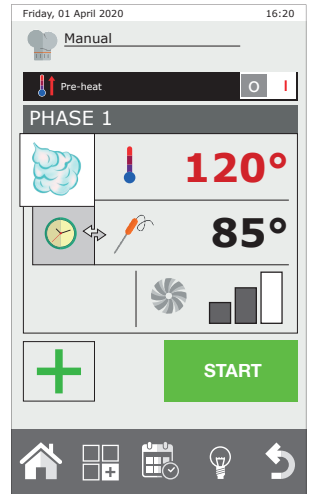 Friday, 01 April 2020 16:20
Manual
Pre-heat O I
PHASE 1
120°
85°
START